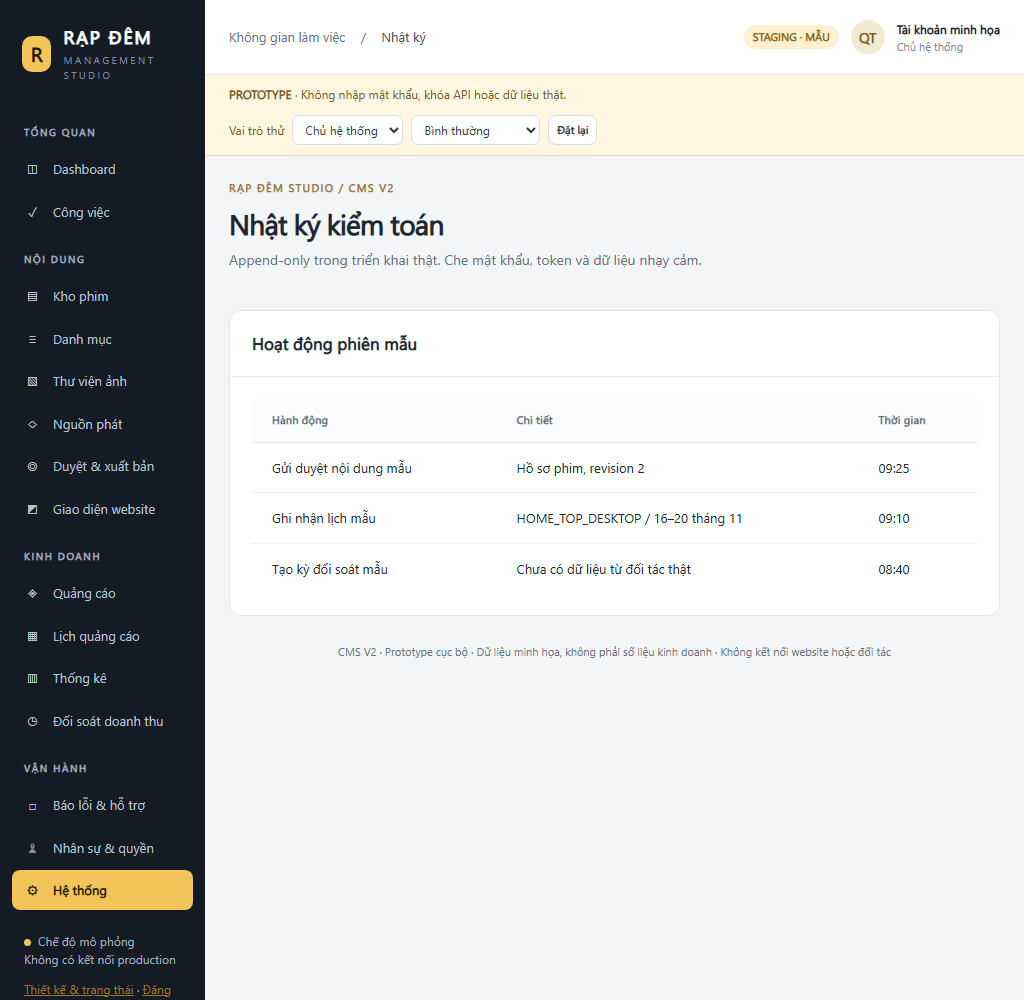 R
RẠP ĐÊM
MANAGEMENT
STUDIO
TỔNG QUAN
Dashboard
Công việc
NỘI DUNG
Kho phim
Danh mục
Thư viện ảnh
Nguồn phát
Duyệt & xuất bản
Giao diện website
KINH DOANH
Quảng cáo
Lịch quảng cáo
Thống kê
Đối soát doanh thu
VẬN HÀNH
Báo lỗi & hỗ trợ
Nhân sự & quyền
Hệ thống
Chế độ mô phỏng
Không có kết nối production
Thiết kế & trạng thái · Đăng
Không gian làm việc / Nhật ký
STAGING · MẪU
QT
Tài khoản minh họa
Chủ hệ thống
PROTOTYPE · Không nhập mật khẩu, khóa API hoặc dữ liệu thật.
Vai trò thử Chủ hệ thống Bình thường Đặt lại
RẠP ĐÊM STUDIO / CMS V2
Nhật ký kiểm toán
Append-only trong triển khai thật. Che mật khẩu, token và dữ liệu nhạy cảm.
Hoạt động phiên mẫu
Hành động Chi tiết Thời gian
Gửi duyệt nội dung mẫu Hồ sơ phim, revision 2 09:25
Ghi nhận lịch mẫu HOME_TOP_DESKTOP / 16–20 tháng 11 09:10
Tạo kỳ đối soát mẫu Chưa có dữ liệu từ đối tác thật 08:40
CMS V2 · Prototype cục bộ · Dữ liệu minh họa, không phải số liệu kinh doanh · Không kết nối website hoặc đối tác